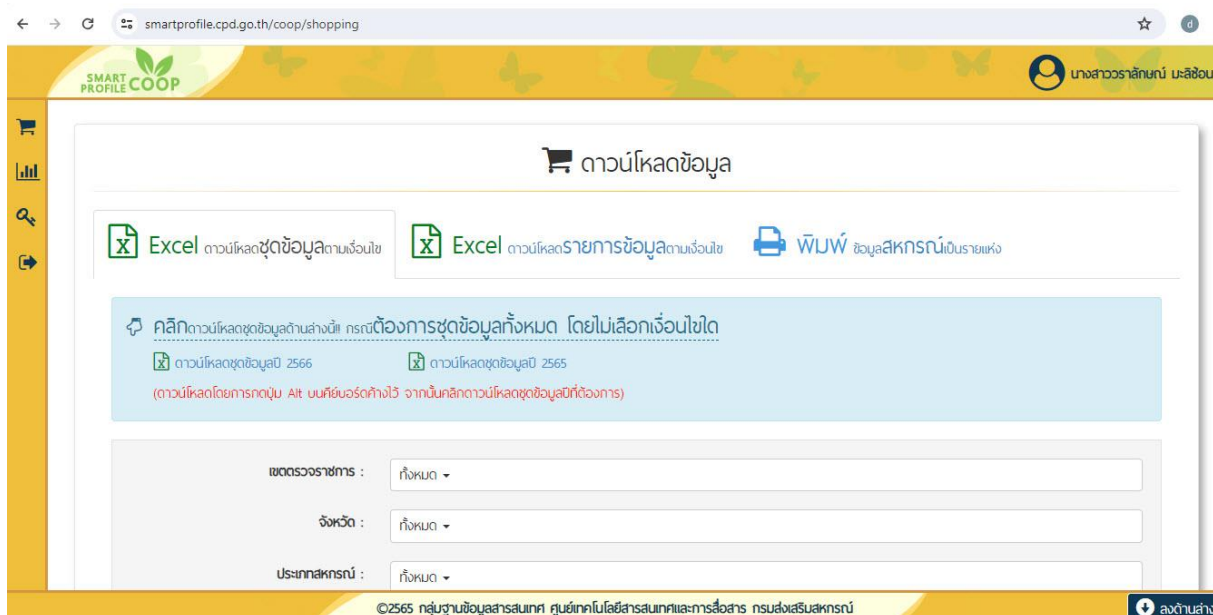 smartprofile.cpd.go.th/coop/shopping
d
SMART PROFILE COOP
นางสาววราลักษณ์ มะลิซ้อน
ดาวน์โหลดข้อมูล
Excel ดาวน์โหลดชุดข้อมูลตามเงื่อนไข
Excel ดาวน์โหลดรายการข้อมูลตามเงื่อนไข
พิมพ์ ข้อมูลสหกรณ์เป็นรายแห่ง
คลิกดาวน์โหลดชุดข้อมูลด้านล่างนี้!! กรณีต้องการชุดข้อมูลทั้งหมด โดยไม่เลือกเงื่อนไขใด
ดาวน์โหลดชุดข้อมูลปี 2566
ดาวน์โหลดชุดข้อมูลปี 2565
(ดาวน์โหลดโดยการกดปุ่ม Alt บนคีย์บอร์ดค้างไว้ จากนั้นคลิกดาวน์โหลดชุดข้อมูลปีที่ต้องการ)
เขตตรวจราชการ : ทั้งหมด
จังหวัด : ทั้งหมด
ประเภทสหกรณ์ : ทั้งหมด
©2565 กลุ่มฐานข้อมูลสารสนเทศ ศูนย์เทคโนโลยีสารสนเทศและการสื่อสาร กรมส่งเสริมสหกรณ์
ลงด้านล่าง